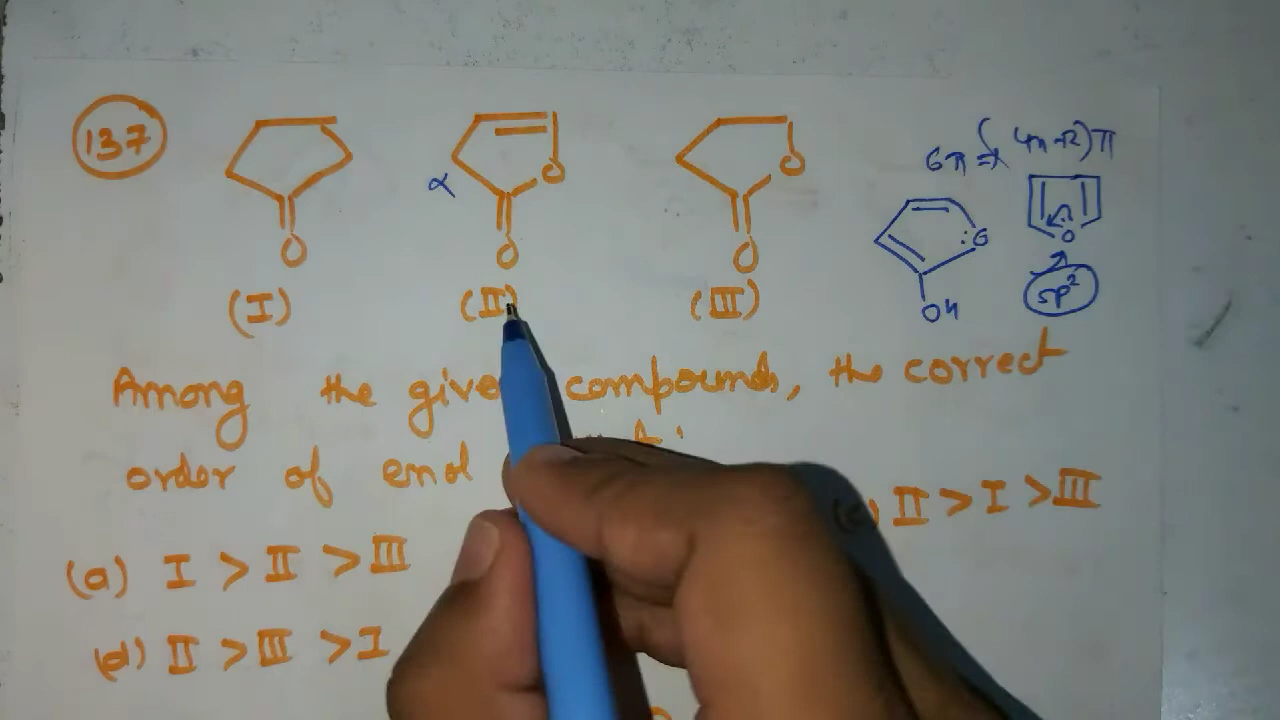 137
6π ⇒ (4n+2)π
α
O
O
O
O
:O
O
sp²
OH
(I) (II) (III)
Among the given compounds, the correct
order of enol
(c) II > I > III
(a) I > II > III
(d) II > III > I